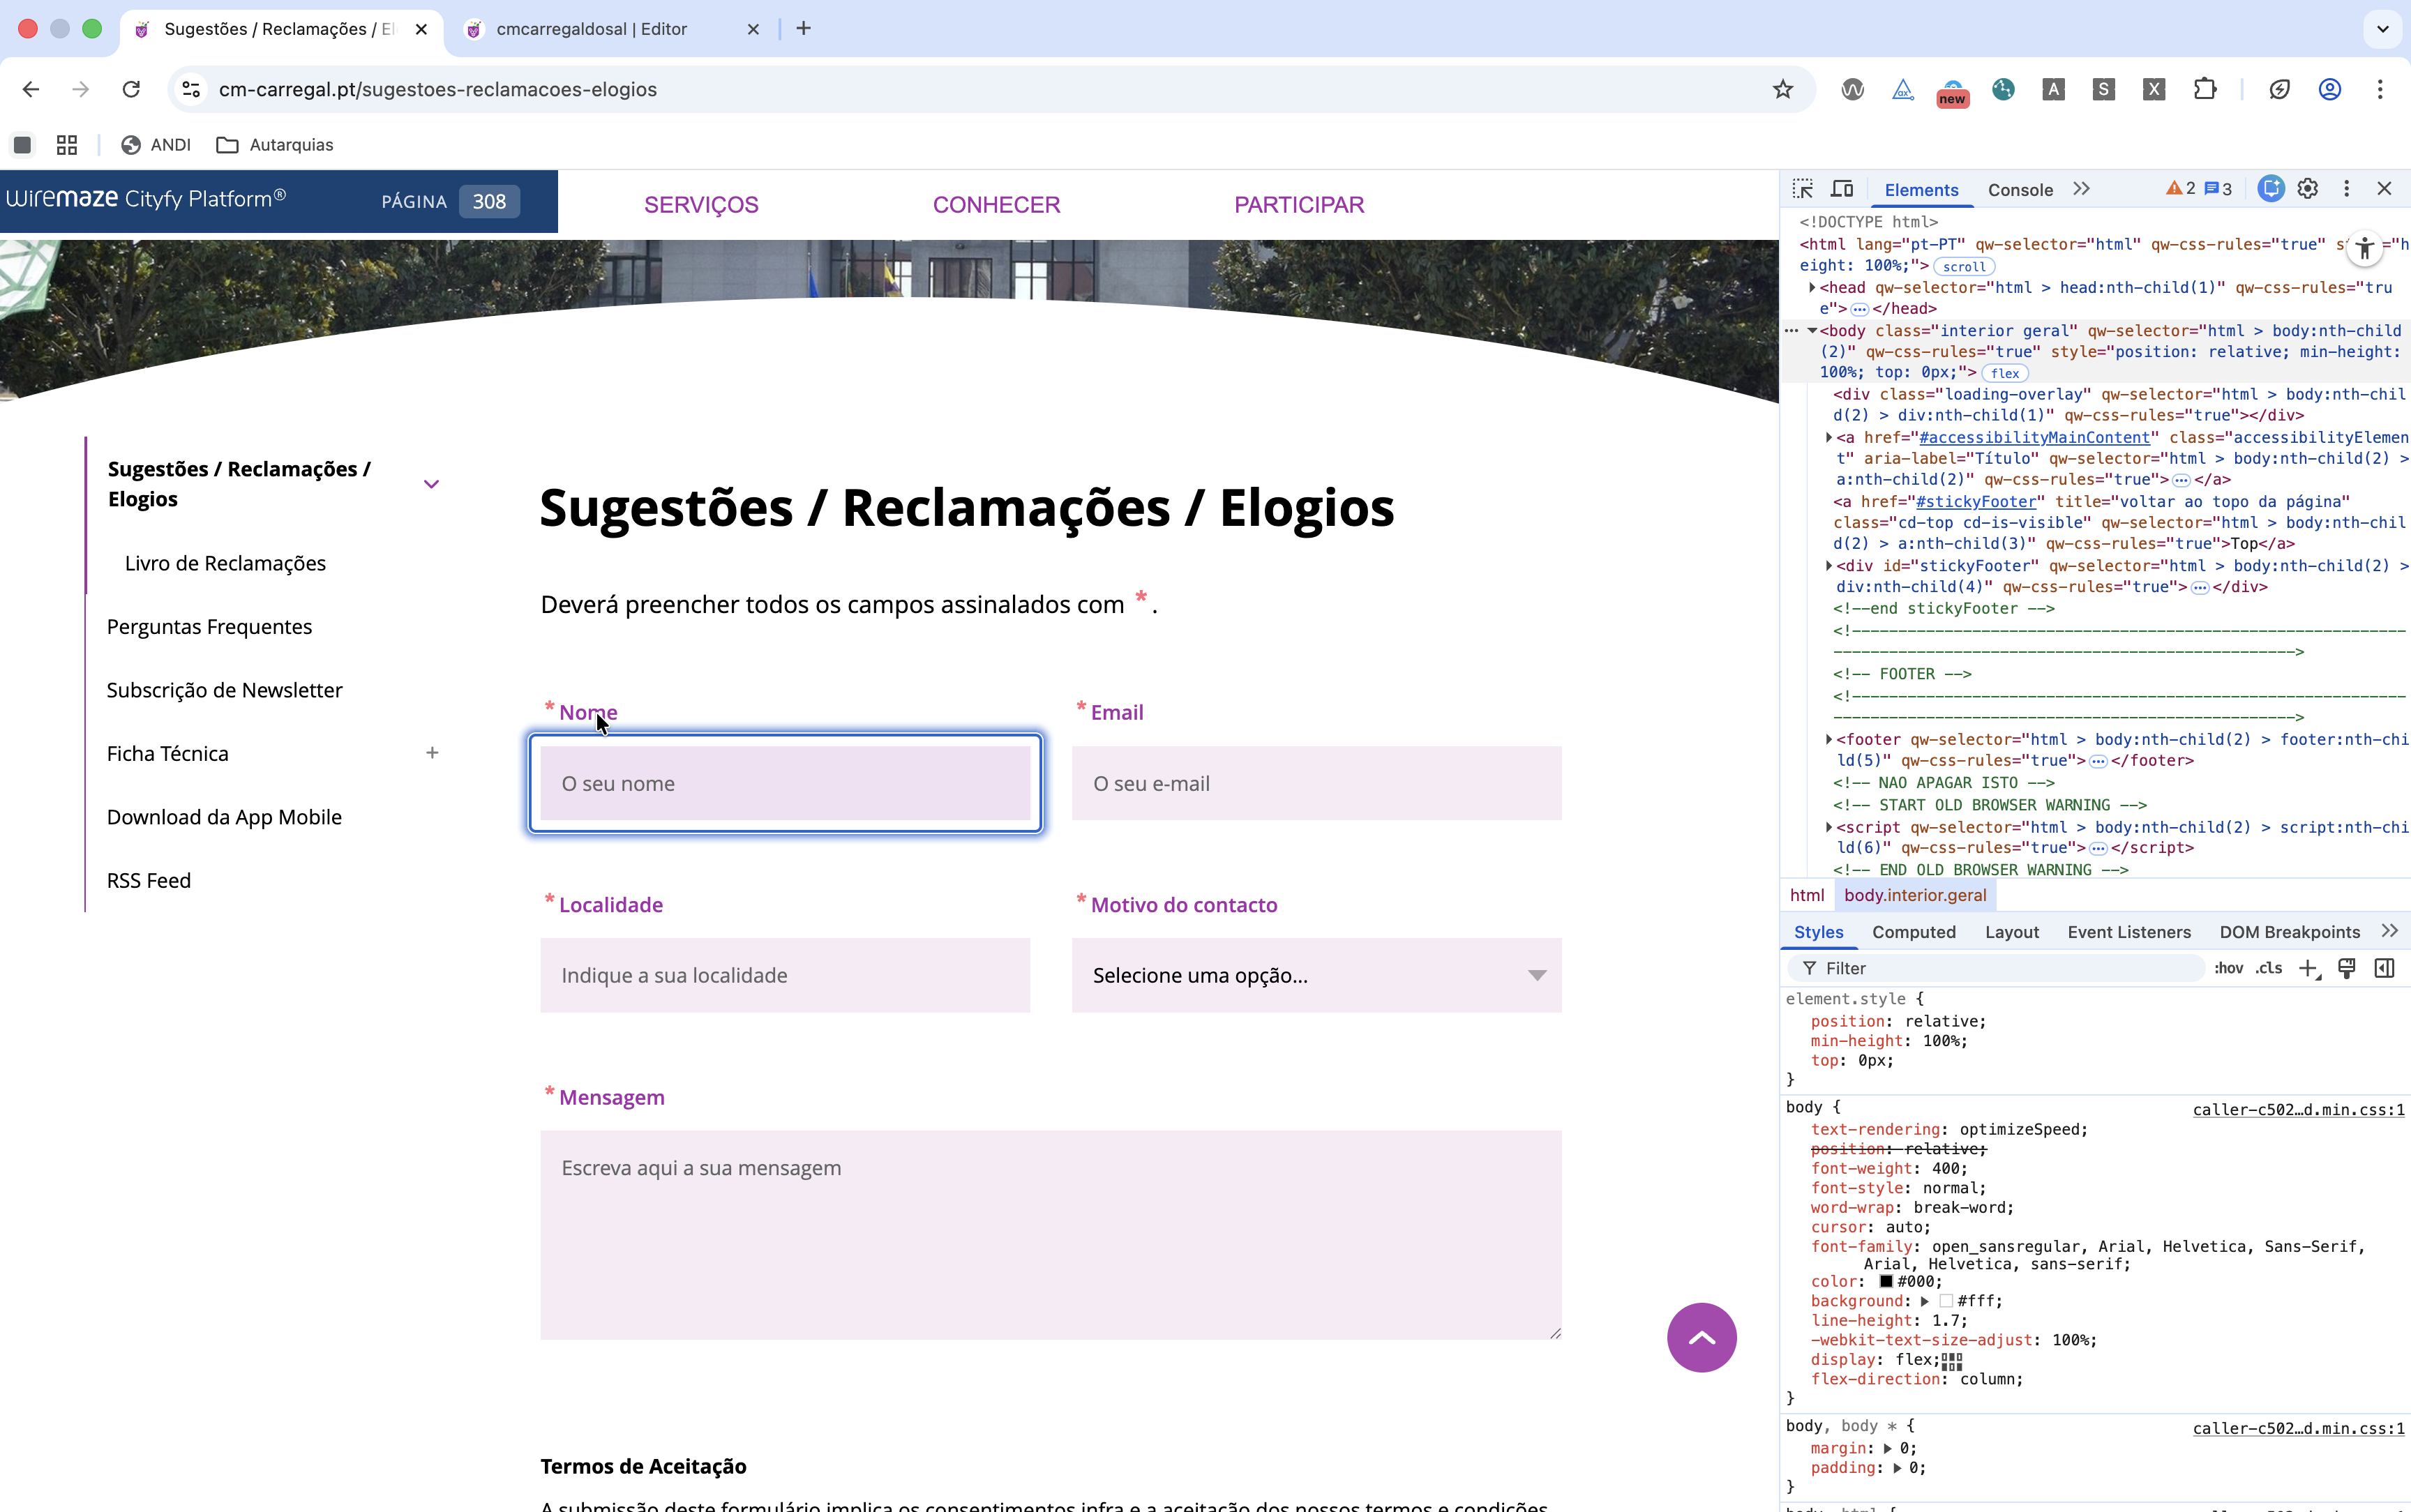 Sugestões / Reclamações / El
cmcarregaldosal | Editor
cm-carregal.pt/sugestoes-reclamacoes-elogios
new
A
S
X
ANDI
Autarquias
wiremaze Cityfy Platform®
PÁGINA 308
SERVIÇOS
CONHECER
PARTICIPAR
Sugestões / Reclamações /
Elogios
Livro de Reclamações
Perguntas Frequentes
Subscrição de Newsletter
Ficha Técnica
Download da App Mobile
RSS Feed
Sugestões / Reclamações / Elogios
Deverá preencher todos os campos assinalados com * .
* Nome
O seu nome
* Email
O seu e-mail
* Localidade
Indique a sua localidade
* Motivo do contacto
Selecione uma opção...
* Mensagem
Escreva aqui a sua mensagem
Termos de Aceitação
A submissão deste formulário implica os consentimentos infra e a aceitação dos nossos termos e condições
Elements
Console
2
3
<!DOCTYPE html>
<html lang="pt-PT" qw-selector="html" qw-css-rules="true" s ="h
eight: 100%;"> scroll
<head qw-selector="html > head:nth-child(1)" qw-css-rules="tru
e"> … </head>
<body class="interior geral" qw-selector="html > body:nth-child
(2)" qw-css-rules="true" style="position: relative; min-height:
100%; top: 0px;"> flex
<div class="loading-overlay" qw-selector="html > body:nth-chil
d(2) > div:nth-child(1)" qw-css-rules="true"></div>
<a href="#accessibilityMainContent" class="accessibilityElemen
t" aria-label="Título" qw-selector="html > body:nth-child(2) >
a:nth-child(2)" qw-css-rules="true"> … </a>
<a href="#stickyFooter" title="voltar ao topo da página"
class="cd-top cd-is-visible" qw-selector="html > body:nth-chil
d(2) > a:nth-child(3)" qw-css-rules="true">Top</a>
<div id="stickyFooter" qw-selector="html > body:nth-child(2) >
div:nth-child(4)" qw-css-rules="true"> … </div>
<!--end stickyFooter -->
<!-- FOOTER -->
<footer qw-selector="html > body:nth-child(2) > footer:nth-chi
ld(5)" qw-css-rules="true"> … </footer>
<!-- NAO APAGAR ISTO -->
<!-- START OLD BROWSER WARNING -->
<script qw-selector="html > body:nth-child(2) > script:nth-chi
ld(6)" qw-css-rules="true"> … </script>
<!-- END OLD BROWSER WARNING -->
html
body.interior.geral
Styles
Computed
Layout
Event Listeners
DOM Breakpoints
Filter
:hov
.cls
element.style {
position: relative;
min-height: 100%;
top: 0px;
}
body {
caller-c502…d.min.css:1
text-rendering: optimizeSpeed;
position: relative;
font-weight: 400;
font-style: normal;
word-wrap: break-word;
cursor: auto;
font-family: open_sansregular, Arial, Helvetica, Sans-Serif,
Arial, Helvetica, sans-serif;
color: #000;
background: #fff;
line-height: 1.7;
-webkit-text-size-adjust: 100%;
display: flex;
flex-direction: column;
}
body, body * {
caller-c502…d.min.css:1
margin: 0;
padding: 0;
}